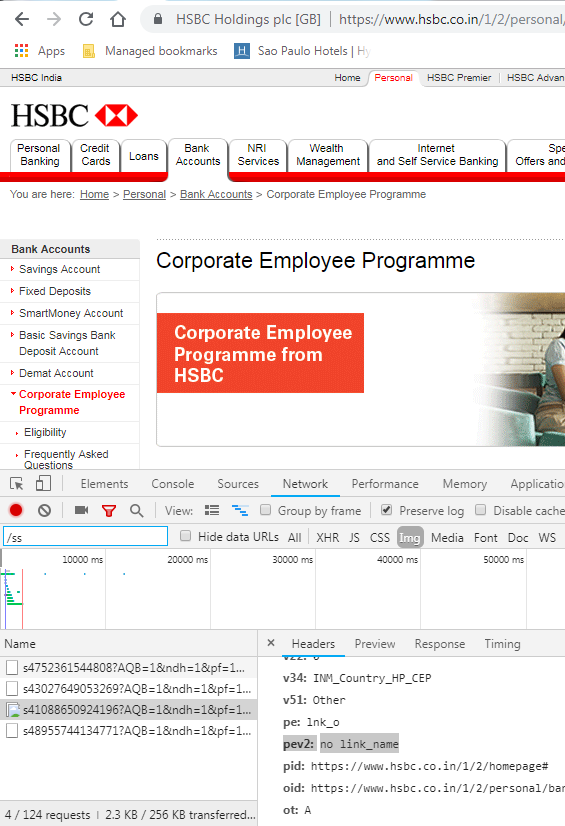 HSBC Holdings plc [GB] | https://www.hsbc.co.in/1/2/personal/
Apps Managed bookmarks Sao Paulo Hotels | Hy
HSBC India Home Personal HSBC Premier HSBC Advan
HSBC
Personal Banking
Credit Cards
Loans
Bank Accounts
NRI Services
Wealth Management
Internet and Self Service Banking
Spe
Offers and
You are here: Home > Personal > Bank Accounts > Corporate Employee Programme
Bank Accounts
Savings Account
Fixed Deposits
SmartMoney Account
Basic Savings Bank
Deposit Account
Demat Account
Corporate Employee
Programme
Eligibility
Frequently Asked
Questions
Corporate Employee Programme
Corporate Employee
Programme from
HSBC
Elements Console Sources Network Performance Memory Applicatio
View: Group by frame Preserve log Disable cache
/ss Hide data URLs All XHR JS CSS Img Media Font Doc WS
10000 ms 20000 ms 30000 ms 40000 ms 50000 ms
Name
s4752361544808?AQB=1&ndh=1&pf=1...
s43027649053269?AQB=1&ndh=1&pf=1...
s41088650924196?AQB=1&ndh=1&pf=1...
s48955744134771?AQB=1&ndh=1&pf=1...
4 / 124 requests | 2.3 KB / 256 KB transferred...
× Headers Preview Response Timing
v34: INM_Country_HP_CEP
v51: Other
pe: lnk_o
pev2: no link_name
pid: https://www.hsbc.co.in/1/2/homepage#
oid: https://www.hsbc.co.in/1/2/personal/ban
ot: A